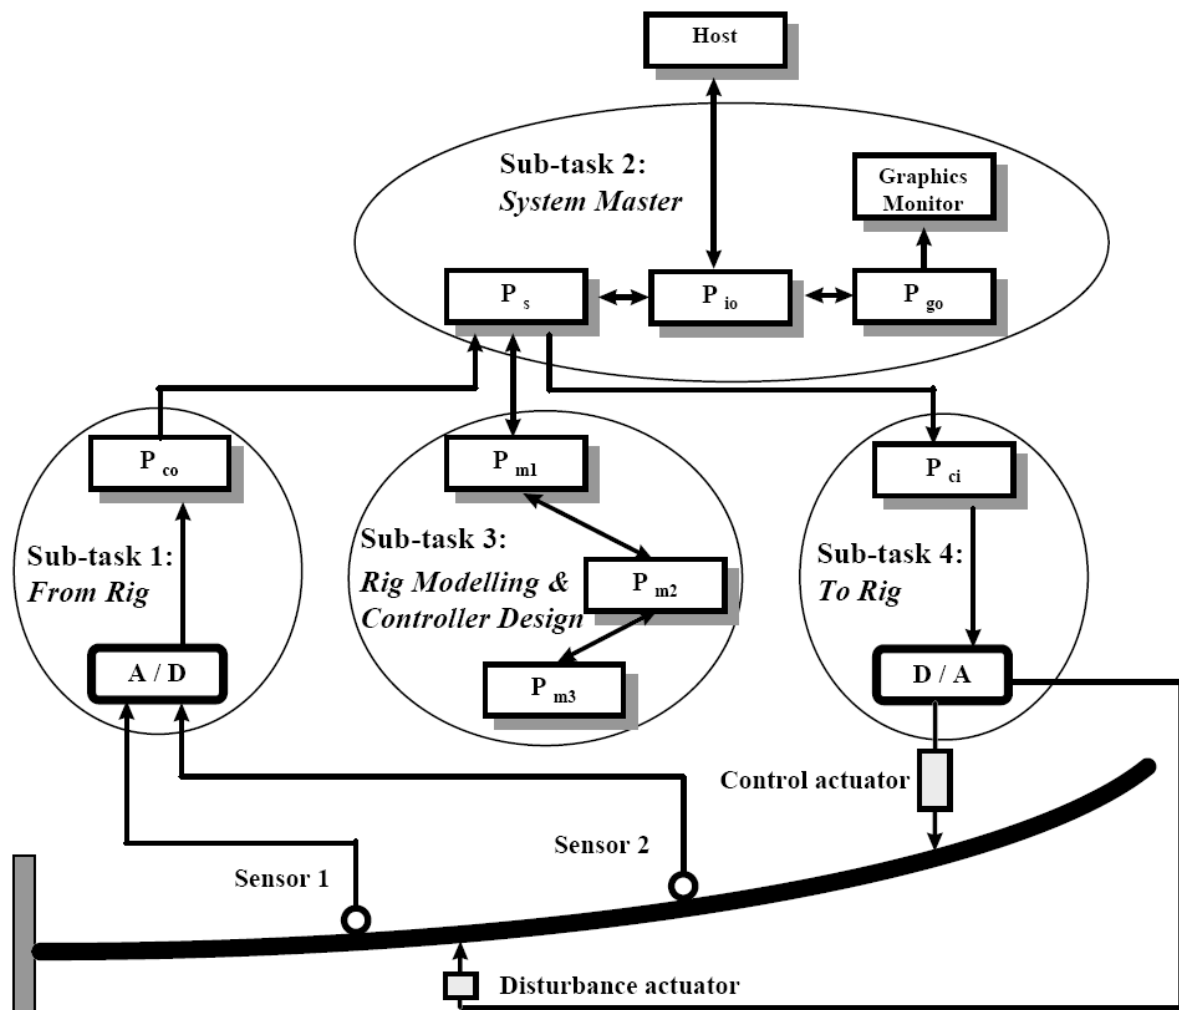 Host
Sub-task 2:
System Master
Graphics
Monitor
P s
P io
P go
P co
P m1
P ci
Sub-task 1:
From Rig
Sub-task 3:
Rig Modelling &
Controller Design
P m2
Sub-task 4:
To Rig
A / D
P m3
D / A
Control actuator
Sensor 2
Sensor 1
Disturbance actuator